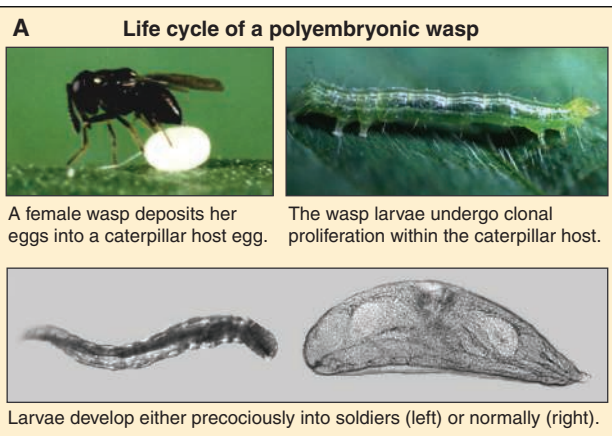 A Life cycle of a polyembryonic wasp
A female wasp deposits her
eggs into a caterpillar host egg.
The wasp larvae undergo clonal
proliferation within the caterpillar host.
Larvae develop either precociously into soldiers (left) or normally (right).